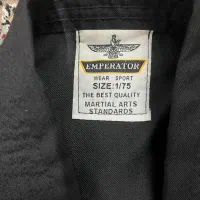 EMPERATOR
WEAR SPORT
SIZE:1/75
THE BEST QUALITY
MARTIAL ARTS
STANDARDS